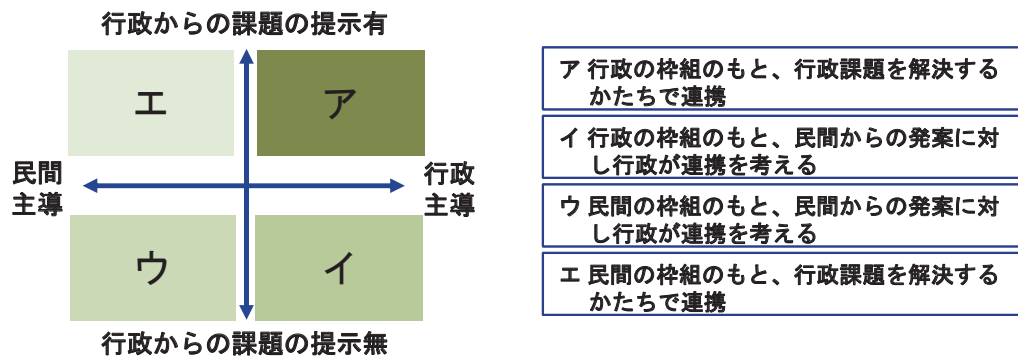 行政からの課題の提示有
エ
ア
民間
主導
行政
主導
ウ
イ
行政からの課題の提示無
ア 行政の枠組のもと、行政課題を解決する
かたちで連携
イ 行政の枠組のもと、民間からの発案に対
し行政が連携を考える
ウ 民間の枠組のもと、民間からの発案に対
し行政が連携を考える
エ 民間の枠組のもと、行政課題を解決する
かたちで連携